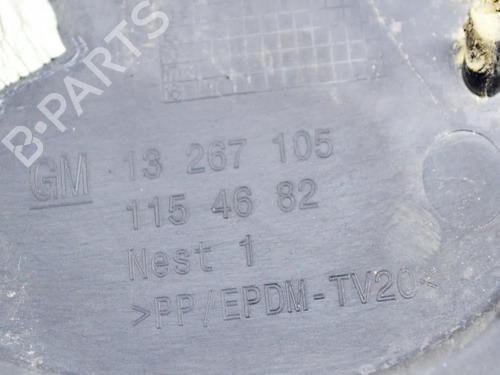 B-PARTS
GM 13 267 105
115 46 82
Nest 1
>PP/EPDM-TV20<